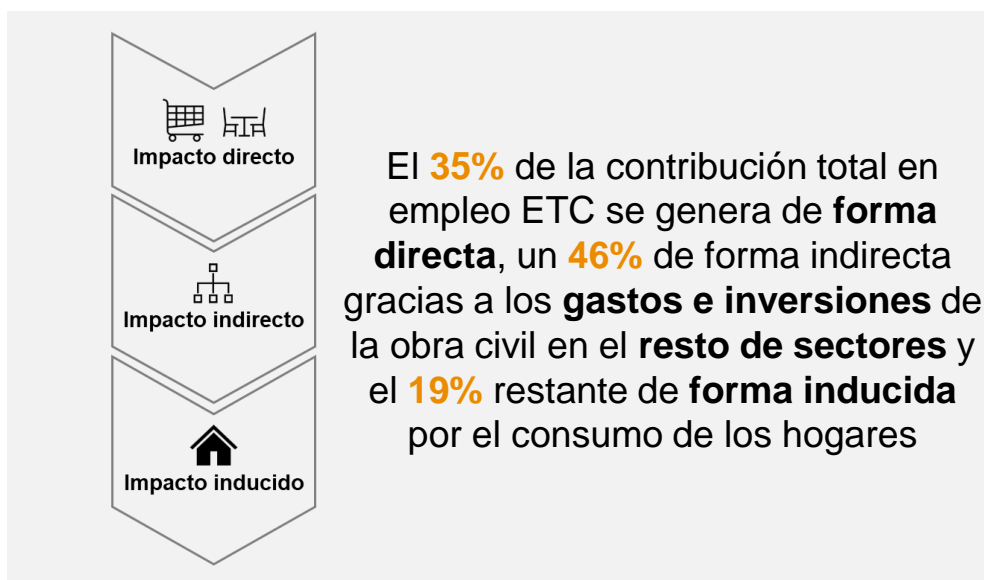 Impacto directo
Impacto indirecto
Impacto inducido
El 35% de la contribución total en
empleo ETC se genera de forma
directa, un 46% de forma indirecta
gracias a los gastos e inversiones de
la obra civil en el resto de sectores y
el 19% restante de forma inducida
por el consumo de los hogares